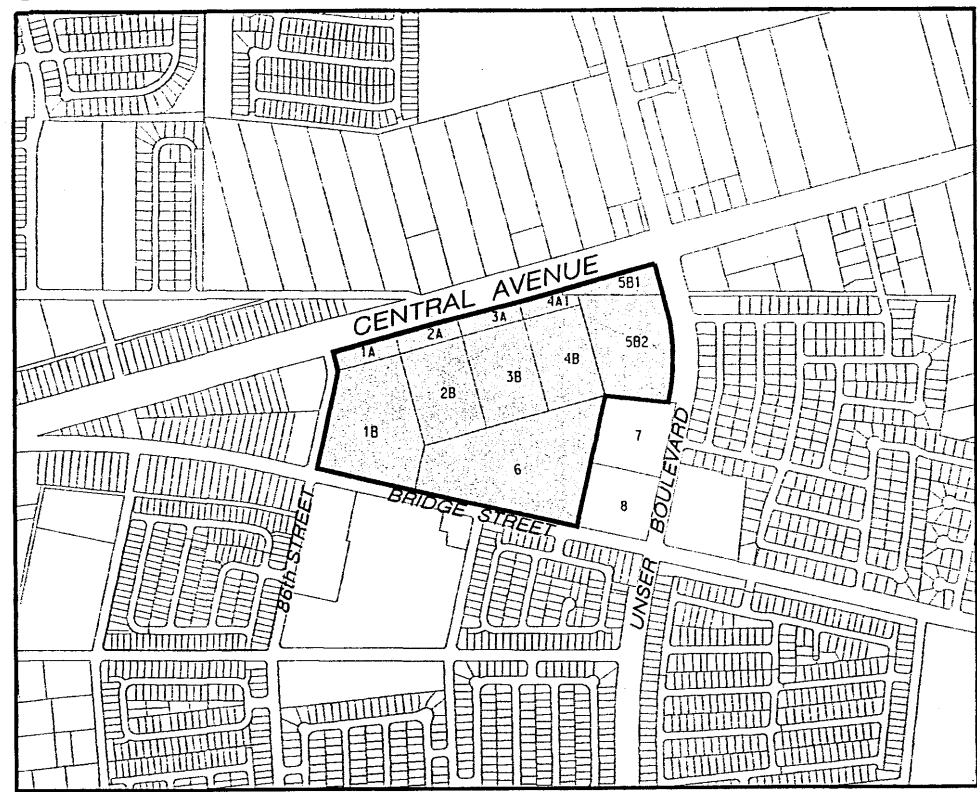 CENTRAL AVENUE
5B1
4A1
3A
2A
1A
5B2
4B
3B
2B
1B
7
6
8
BRIDGE STREET
86th STREET
UNSER BOULEVARD